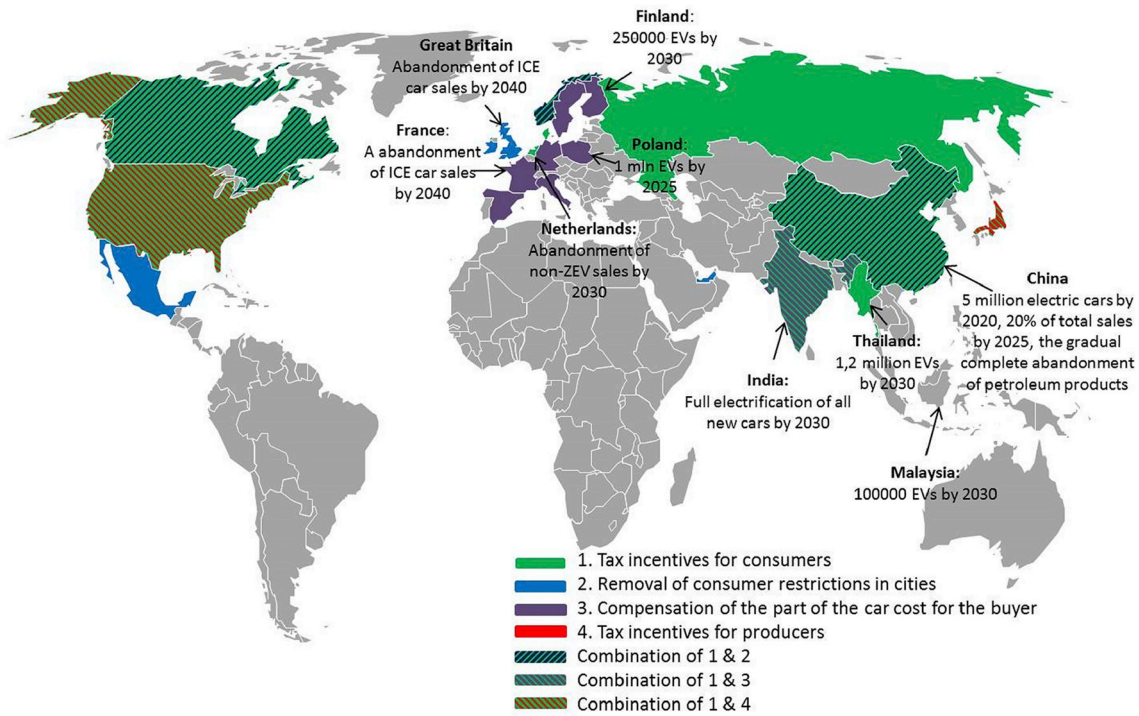 Finland:
250000 EVs by
2030
Great Britain
Abandonment of ICE
car sales by 2040
France:
A abandonment
of ICE car sales
by 2040
Poland:
1 mln EVs by
2025
Netherlands:
Abandonment of
non-ZEV sales by
2030
China
5 million electric cars by
2020, 20% of total sales
by 2025, the gradual
complete abandonment
of petroleum products
Thailand:
1,2 million EVs
by 2030
India:
Full electrification of all
new cars by 2030
Malaysia:
100000 EVs by 2030
1. Tax incentives for consumers
2. Removal of consumer restrictions in cities
3. Compensation of the part of the car cost for the buyer
4. Tax incentives for producers
Combination of 1 & 2
Combination of 1 & 3
Combination of 1 & 4